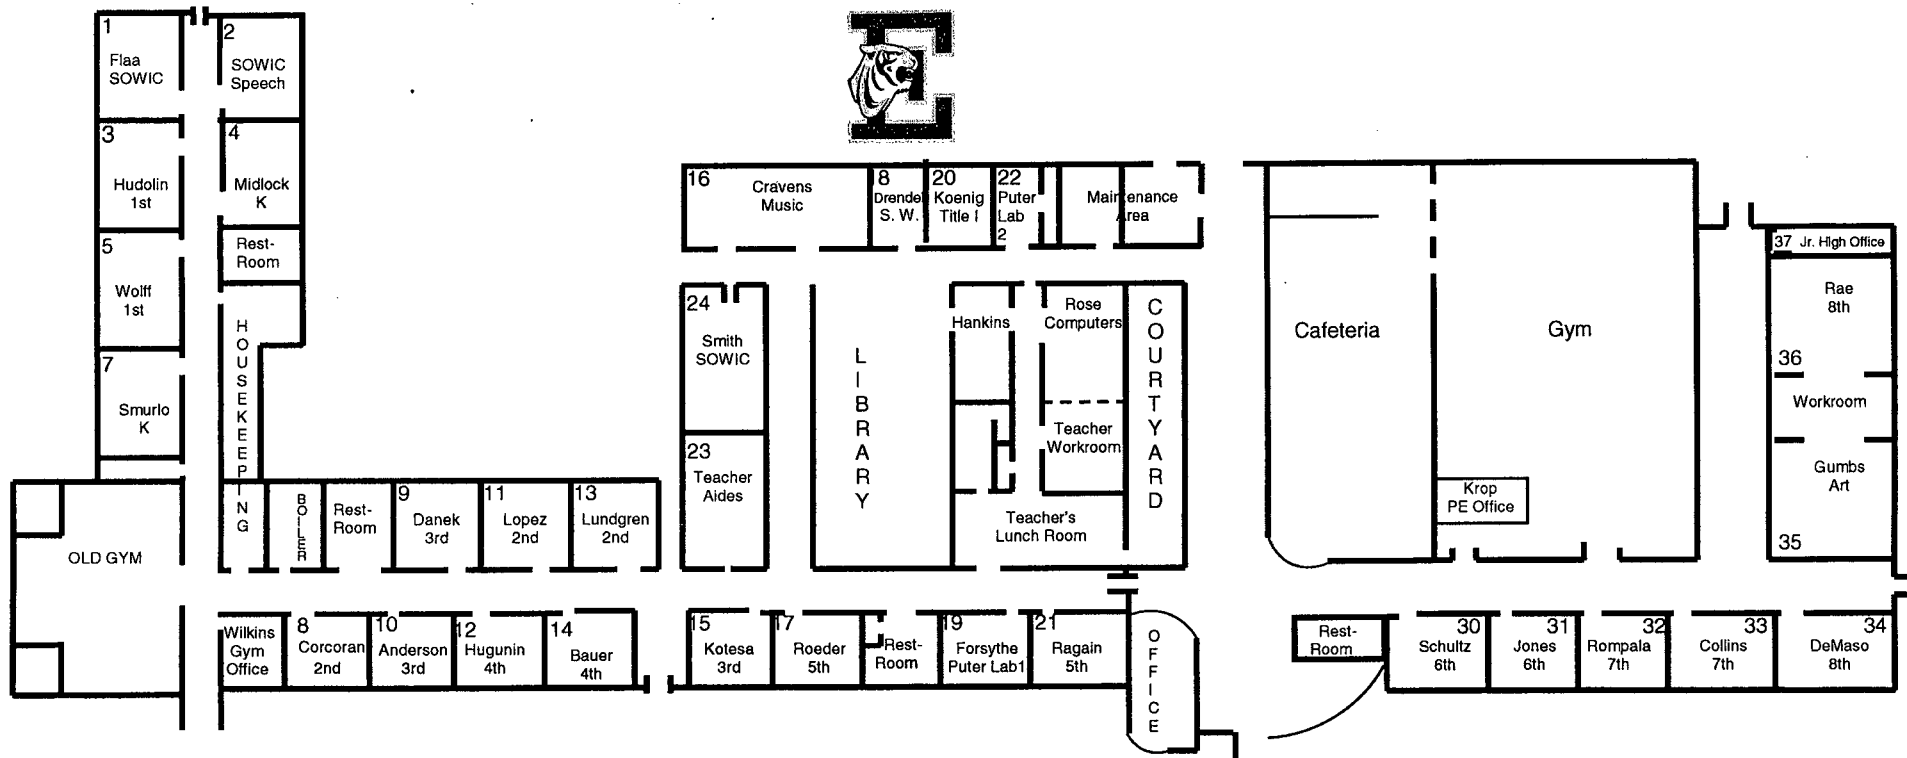 1
Flaa
SOWIC
2
SOWIC
Speech
3
Hudolin
1st
4
Midlock
K
Rest-
Room
5
Wolff
1st
7
Smurlo
K
HOUSEKEEPING
OLD GYM
BOILER
Rest-
Room
9
Danek
3rd
11
Lopez
2nd
13
Lundgren
2nd
Wilkins
Gym
Office
8
Corcoran
2nd
10
Anderson
3rd
12
Hugunin
4th
14
Bauer
4th
E
16
Cravens
Music
8
Drendel
S. W.
20
Koenig
Title I
22
Puter
Lab
2
Maintenance
Area
24
Smith
SOWIC
23
Teacher
Aides
LIBRARY
Hankins
Rose
Computers
Teacher
Workroom
Teacher's
Lunch Room
COURTYARD
15
Kotesa
3rd
17
Roeder
5th
Rest-
Room
19
Forsythe
Puter Lab1
21
Ragain
5th
OFFICE
Cafeteria
Gym
Krop
PE Office
37 Jr. High Office
Rae
8th
36
Workroom
Gumbs
Art
35
Rest-
Room
30
Schultz
6th
31
Jones
6th
32
Rompala
7th
33
Collins
7th
34
DeMaso
8th